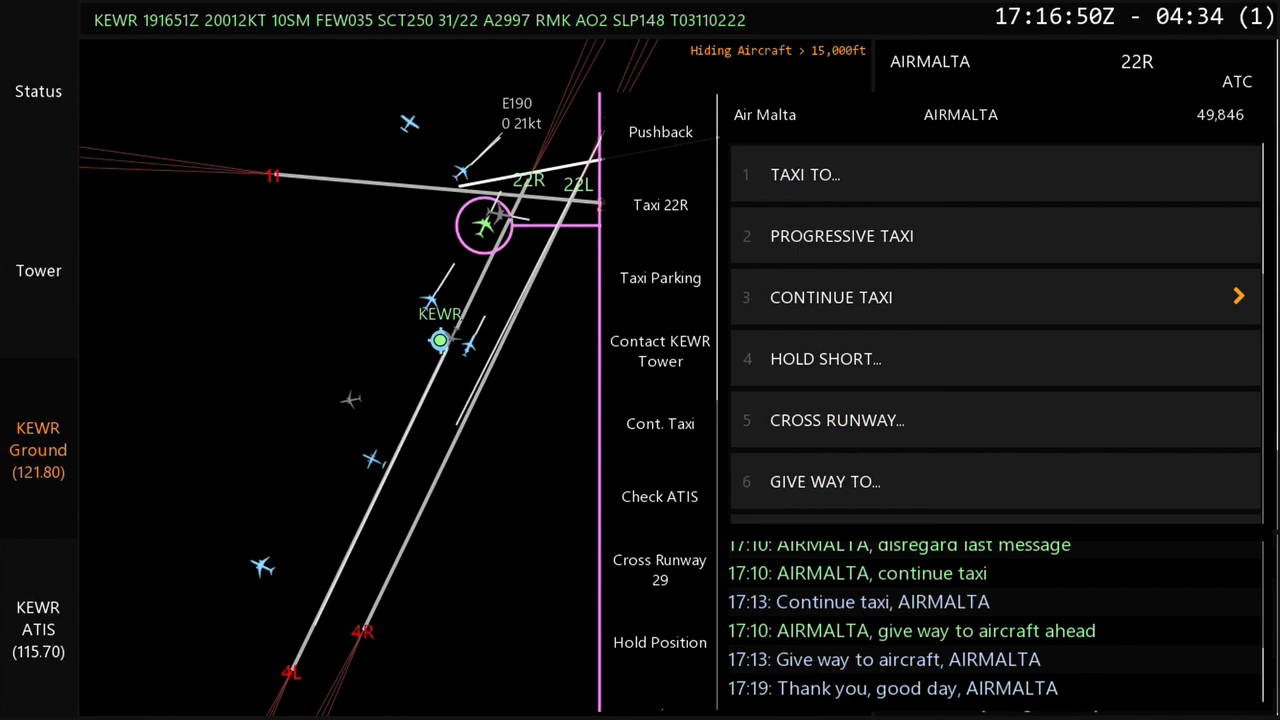 KEWR 191651Z 20012KT 10SM FEW035 SCT250 31/22 A2997 RMK AO2 SLP148 T03110222
17:16:50Z - 04:34 (1)
Hiding Aircraft > 15,000ft
AIRMALTA 22R
ATC
Status
Tower
KEWR
Ground
(121.80)
KEWR
ATIS
(115.70)
E190
0 21kt
11
22R
22L
KEWR
4R
4L
Pushback
Taxi 22R
Taxi Parking
Contact KEWR
Tower
Cont. Taxi
Check ATIS
Cross Runway
29
Hold Position
Air Malta AIRMALTA 49,846
1 TAXI TO...
2 PROGRESSIVE TAXI
3 CONTINUE TAXI
4 HOLD SHORT...
5 CROSS RUNWAY...
6 GIVE WAY TO...
17:10: AIRMALTA, disregard last message
17:10: AIRMALTA, continue taxi
17:13: Continue taxi, AIRMALTA
17:10: AIRMALTA, give way to aircraft ahead
17:13: Give way to aircraft, AIRMALTA
17:19: Thank you, good day, AIRMALTA